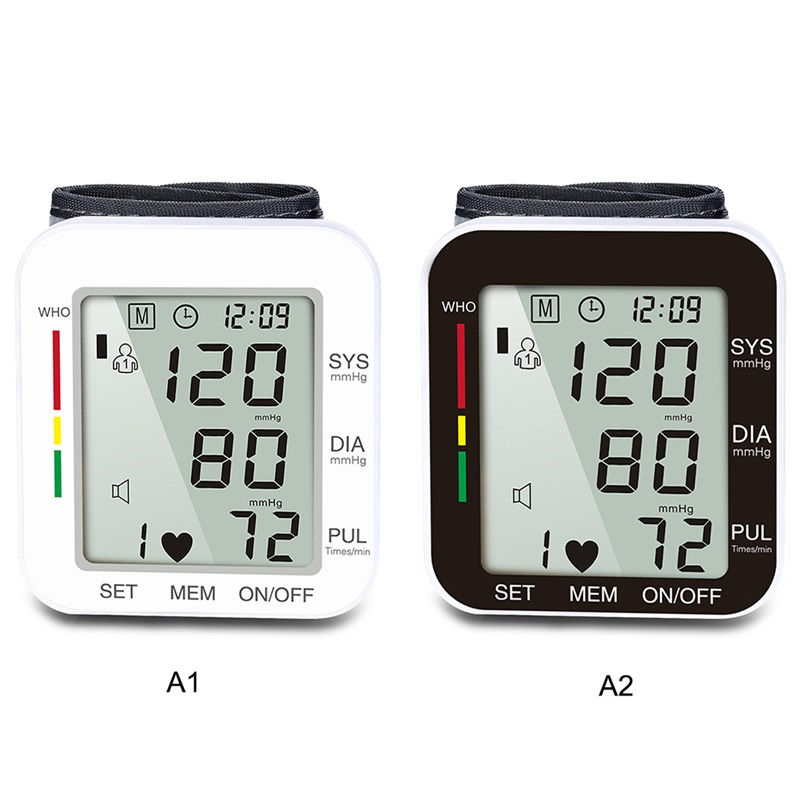 WHO
M 12:09
1
120
SYS
mmHg
mmHg
80
DIA
mmHg
mmHg
1 72
PUL
Times/min
SET MEM ON/OFF
A1
WHO
M 12:09
1
120
SYS
mmHg
mmHg
80
DIA
mmHg
mmHg
1 72
PUL
Times/min
SET MEM ON/OFF
A2